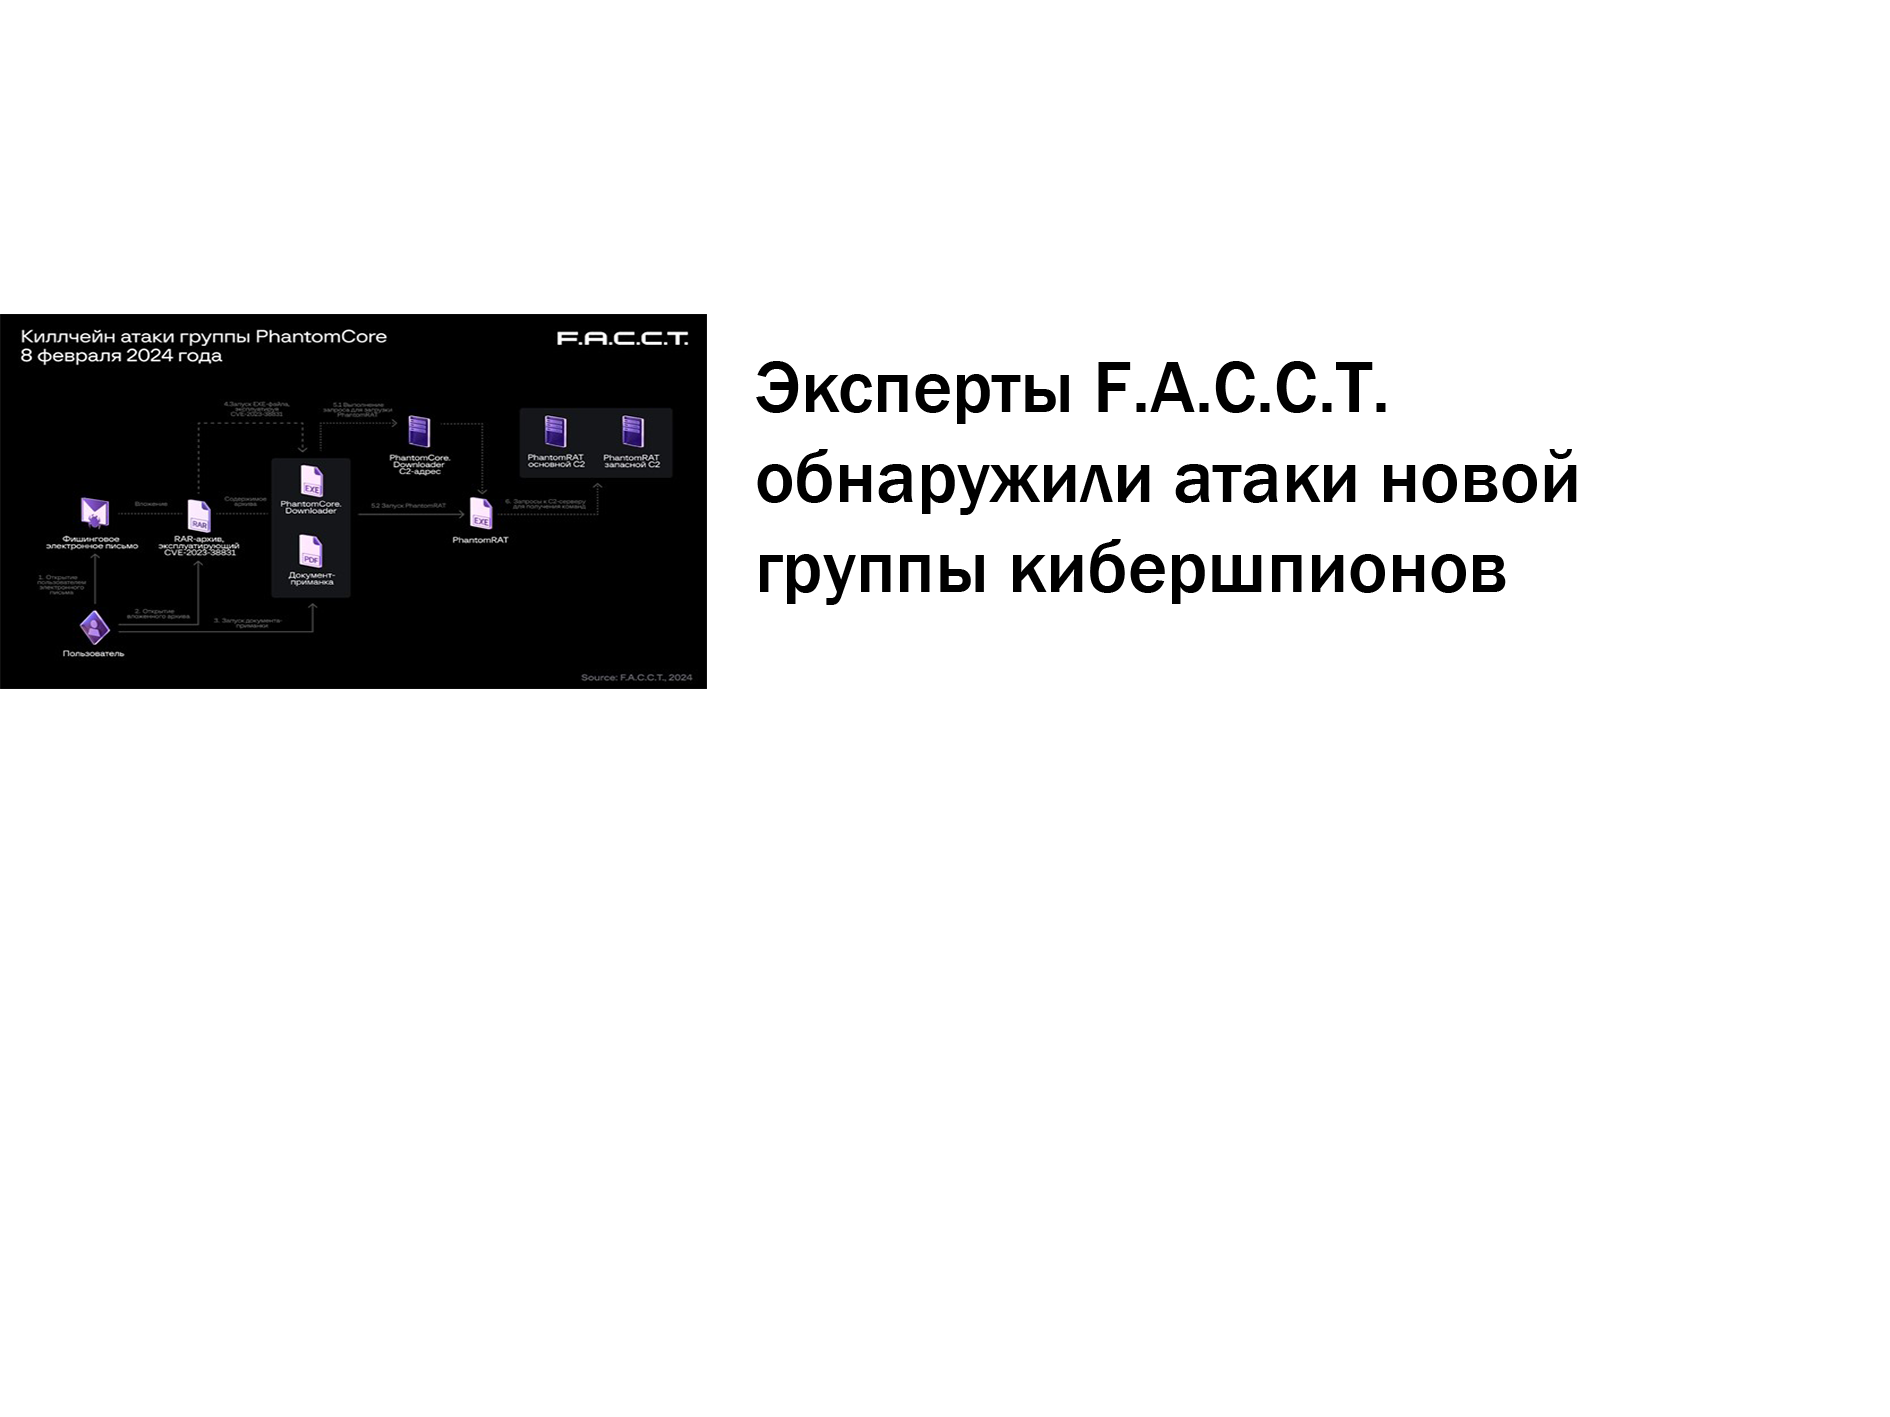 Киллчейн атаки группы PhantomCore
8 февраля 2024 года
F.A.C.C.T.
4.Запуск EXE-файла,
эксплуатируя
CVE-2023-38831
5.1 Выполнение
запроса для загрузки
PhantomRAT
PhantomCore.
Downloader
C2-адрес
PhantomRAT
основной C2
PhantomRAT
запасной C2
EXE
PhantomCore.
Downloader
Вложение
RAR
Содержимое
архива
5.2 Запуск PhantomRAT
EXE
PhantomRAT
6. Запросы к C2-серверу
для получения команд
Фишинговое
электронное письмо
RAR-архив,
эксплуатирующий
CVE-2023-38831
PDF
Документ-
приманка
1. Открытие
пользователем
электронного
письма
2. Открытие
вложенного архива
3. Запуск документа-
приманки
Пользователь
Source: F.A.C.C.T., 2024
Эксперты F.A.C.C.T.
обнаружили атаки новой
группы кибершпионов